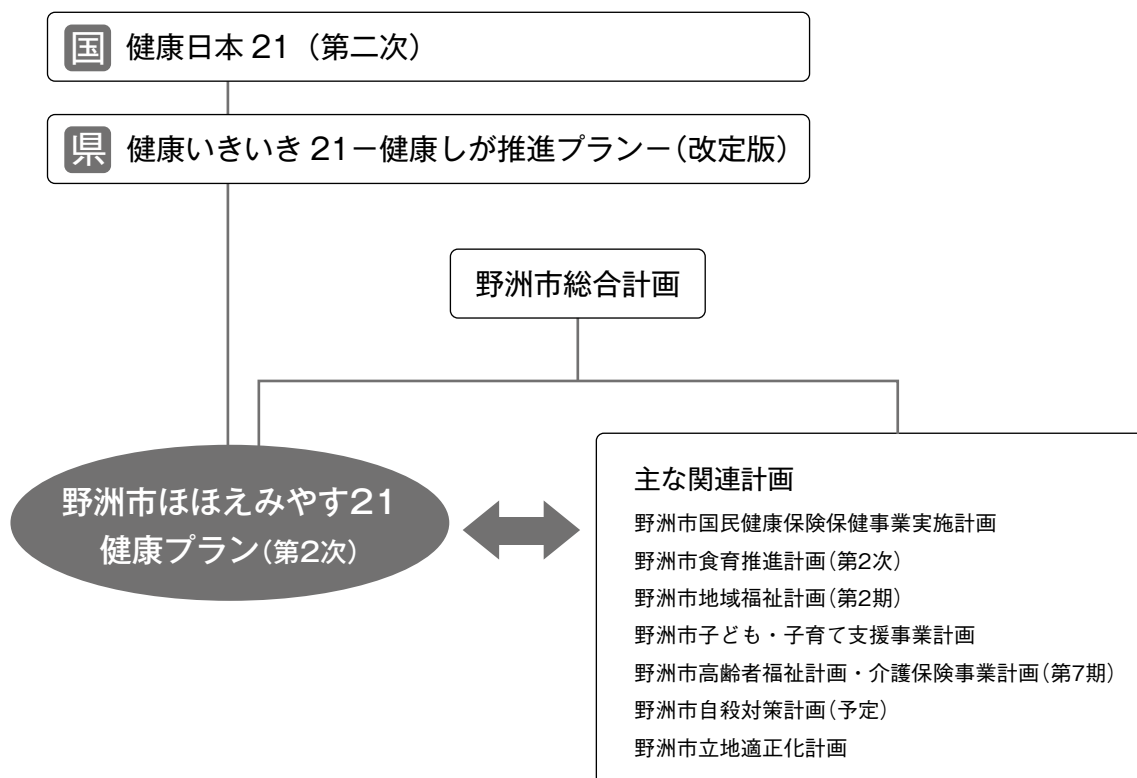 国 健康日本 21（第二次）
県 健康いきいき 21－健康しが推進プラン－（改定版）
野洲市総合計画
野洲市ほほえみやす21
健康プラン（第2次）
主な関連計画
野洲市国民健康保険保健事業実施計画
野洲市食育推進計画（第2次）
野洲市地域福祉計画（第2期）
野洲市子ども・子育て支援事業計画
野洲市高齢者福祉計画・介護保険事業計画（第7期）
野洲市自殺対策計画（予定）
野洲市立地適正化計画